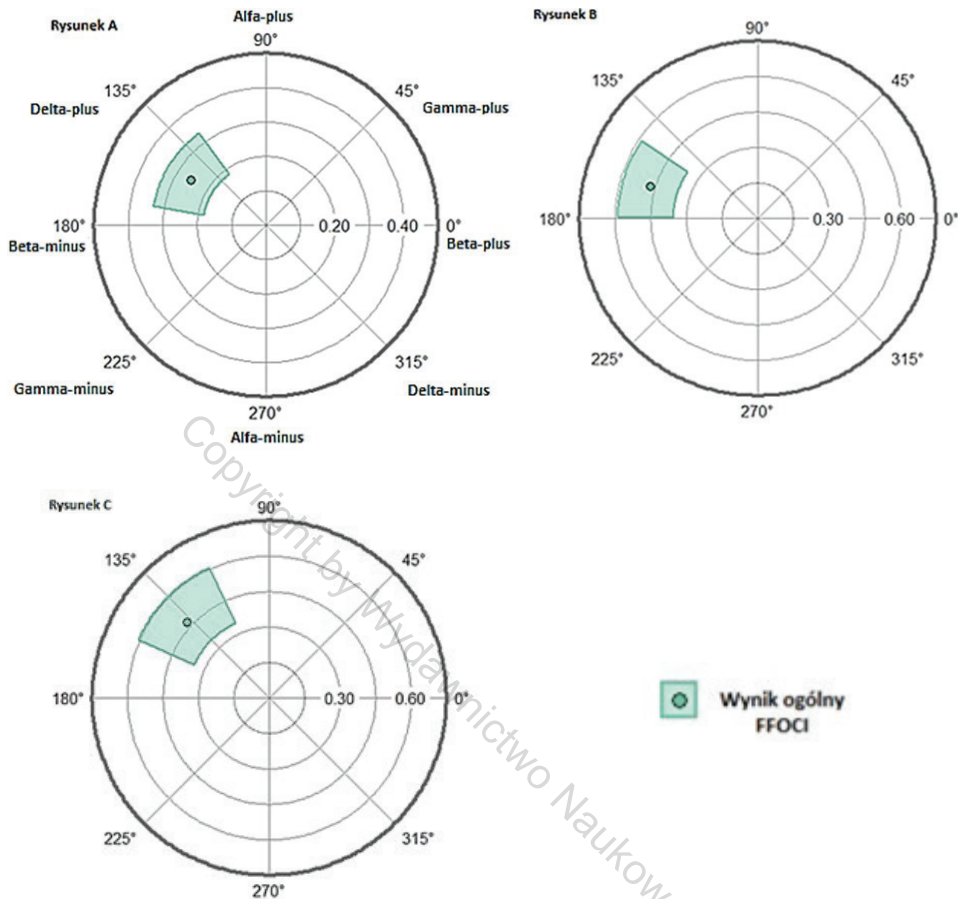 Rysunek A
Alfa-plus
90°
135°
45°
Delta-plus
Gamma-plus
180°
0.20
0.40
0°
Beta-minus
Beta-plus
225°
315°
Gamma-minus
Delta-minus
270°
Alfa-minus
Rysunek B
90°
135°
45°
180°
0.30
0.60
0°
225°
315°
270°
Rysunek C
90°
135°
45°
180°
0.30
0.60
0°
225°
315°
270°
Wynik ogólny
FFOCI
Copyright by Wydawnictwo Naukow